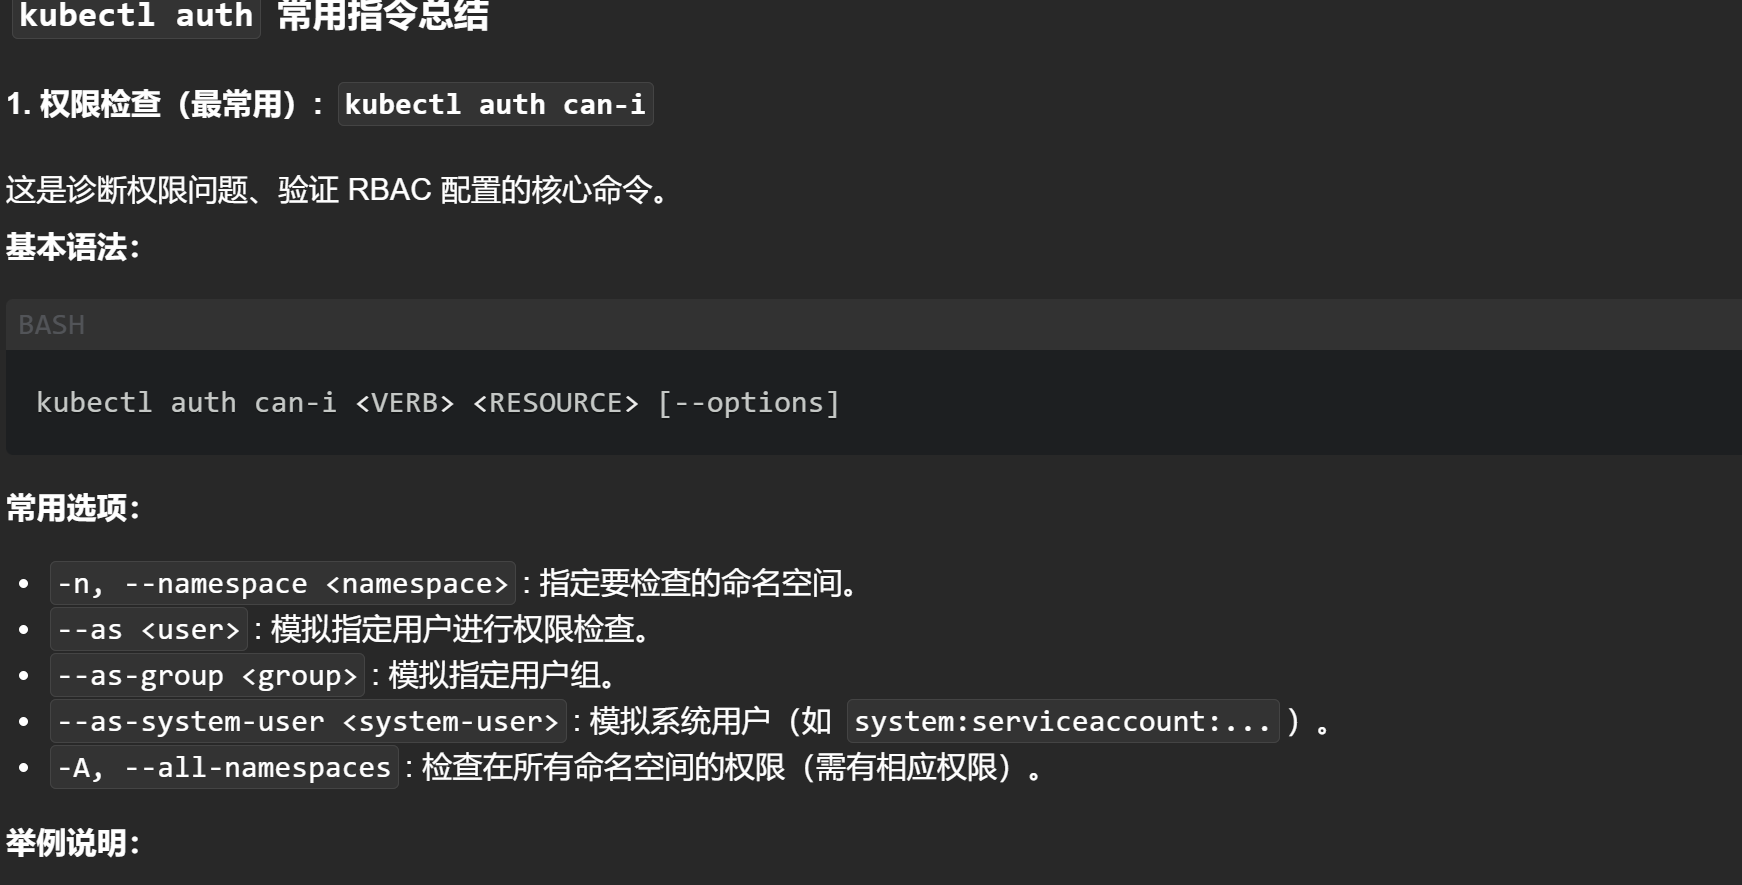 kubectl auth 常用指令总结
1. 权限检查（最常用）: kubectl auth can-i
这是诊断权限问题、验证 RBAC 配置的核心命令。
基本语法:
BASH
kubectl auth can-i <VERB> <RESOURCE> [--options]
常用选项:
• -n, --namespace <namespace> : 指定要检查的命名空间。
• --as <user> : 模拟指定用户进行权限检查。
• --as-group <group> : 模拟指定用户组。
• --as-system-user <system-user> : 模拟系统用户（如 system:serviceaccount:... ）。
• -A, --all-namespaces : 检查在所有命名空间的权限（需有相应权限）。
举例说明: